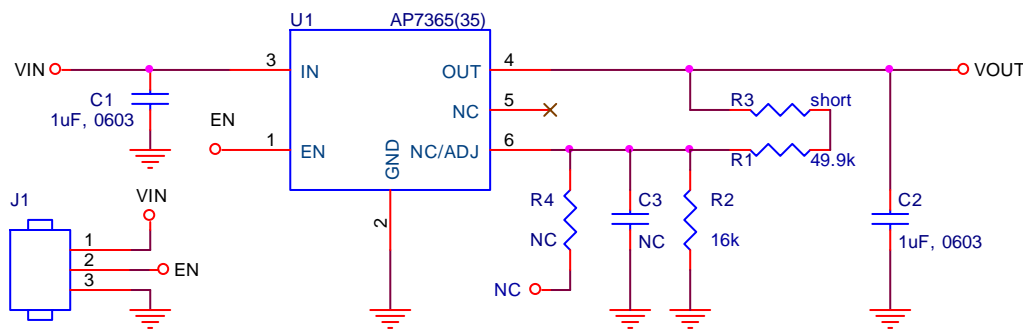 U1
AP7365(35)
VIN
3
IN
OUT
4
VOUT
C1
1uF, 0603
NC
5
R3
short
EN
1
EN
GND
NC/ADJ
6
R1
49.9k
2
R4
NC
C3
NC
R2
16k
C2
1uF, 0603
NC
J1
VIN
1
2
EN
3